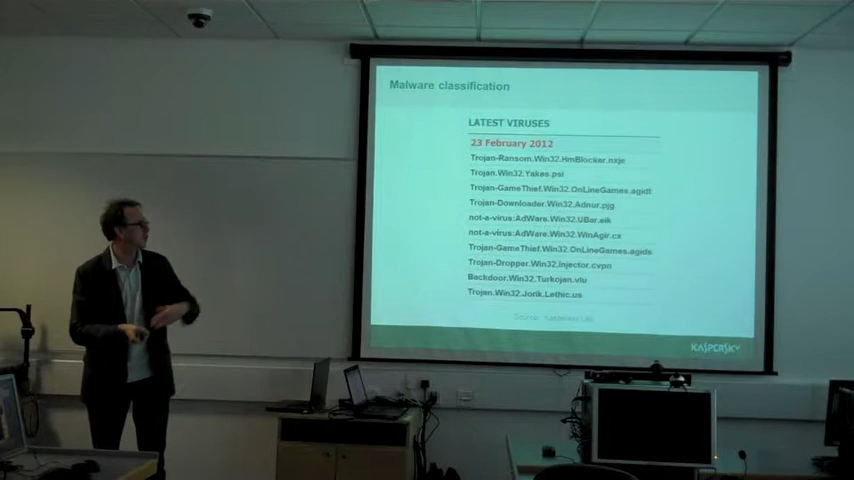 Malware classification
LATEST VIRUSES
23 February 2012
Trojan-Ransom.Win32.HmBlocker.nxje
Trojan.Win32.Yakes.psi
Trojan-GameThief.Win32.OnLineGames.agidt
Trojan-Downloader.Win32.Adnur.pjg
not-a-virus:AdWare.Win32.UBar.eik
not-a-virus:AdWare.Win32.WinAgir.cx
Trojan-GameThief.Win32.OnLineGames.agids
Trojan-Dropper.Win32.Injector.cvpn
Backdoor.Win32.Turkojan.vlu
Trojan.Win32.Jorik.Lethic.us
Source: Kaspersky Lab
KASPERSKY